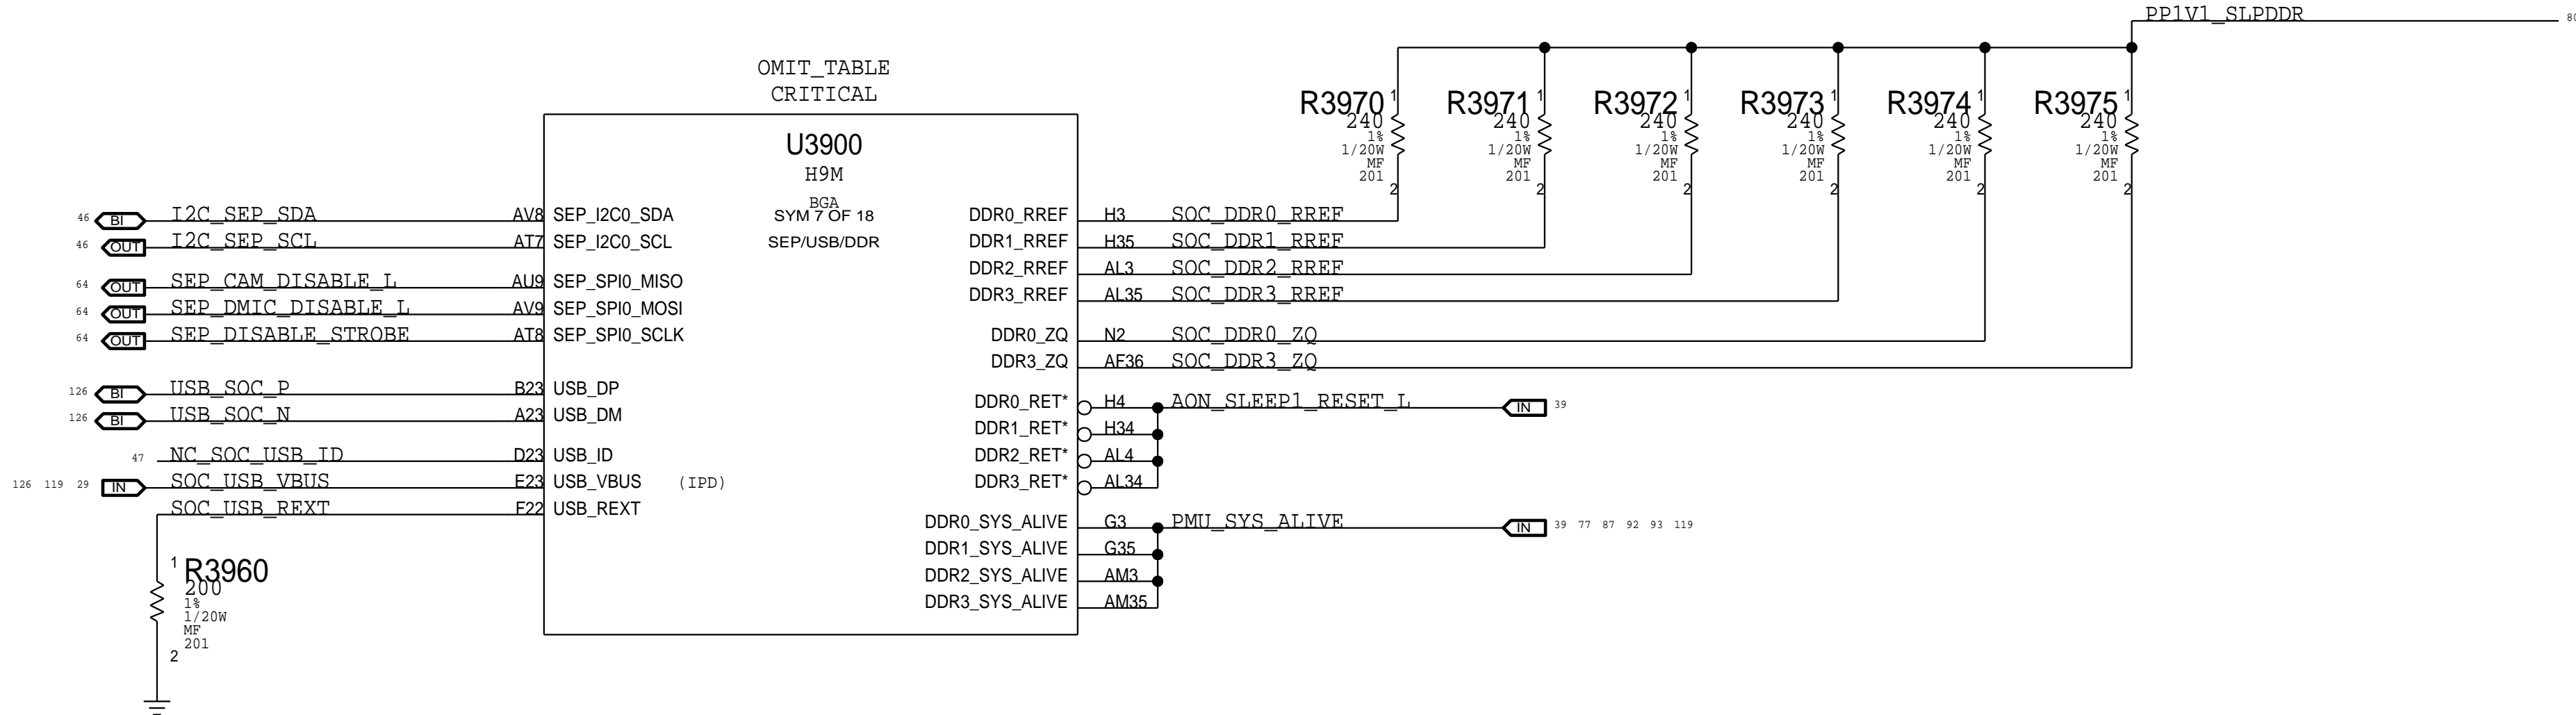 PP1V1_SLPDDR 80
OMIT_TABLE
CRITICAL
U3900
H9M
BGA
SYM 7 OF 18
SEP/USB/DDR
R3970 1
240
1%
1/20W
MF
201
2
R3971 1
240
1%
1/20W
MF
201
2
R3972 1
240
1%
1/20W
MF
201
2
R3973 1
240
1%
1/20W
MF
201
2
R3974 1
240
1%
1/20W
MF
201
2
R3975 1
240
1%
1/20W
MF
201
2
46 BI I2C_SEP_SDA AV8 SEP_I2C0_SDA
46 OUT I2C_SEP_SCL AT7 SEP_I2C0_SCL
64 OUT SEP_CAM_DISABLE_L AU9 SEP_SPI0_MISO
64 OUT SEP_DMIC_DISABLE_L AV9 SEP_SPI0_MOSI
64 OUT SEP_DISABLE_STROBE AT8 SEP_SPI0_SCLK
126 BI USB_SOC_P B23 USB_DP
126 BI USB_SOC_N A23 USB_DM
47 NC_SOC_USB_ID D23 USB_ID
126 119 29 IN SOC_USB_VBUS E23 USB_VBUS (IPD)
SOC_USB_REXT F22 USB_REXT
DDR0_RREF H3 SOC_DDR0_RREF
DDR1_RREF H35 SOC_DDR1_RREF
DDR2_RREF AL3 SOC_DDR2_RREF
DDR3_RREF AL35 SOC_DDR3_RREF
DDR0_ZQ N2 SOC_DDR0_ZQ
DDR3_ZQ AF36 SOC_DDR3_ZQ
DDR0_RET* H4 AON_SLEEP1_RESET_L IN 39
DDR1_RET* H34
DDR2_RET* AL4
DDR3_RET* AL34
DDR0_SYS_ALIVE G3 PMU_SYS_ALIVE IN 39 77 87 92 93 119
DDR1_SYS_ALIVE G35
DDR2_SYS_ALIVE AM3
DDR3_SYS_ALIVE AM35
1 R3960
200
1%
1/20W
MF
201
2